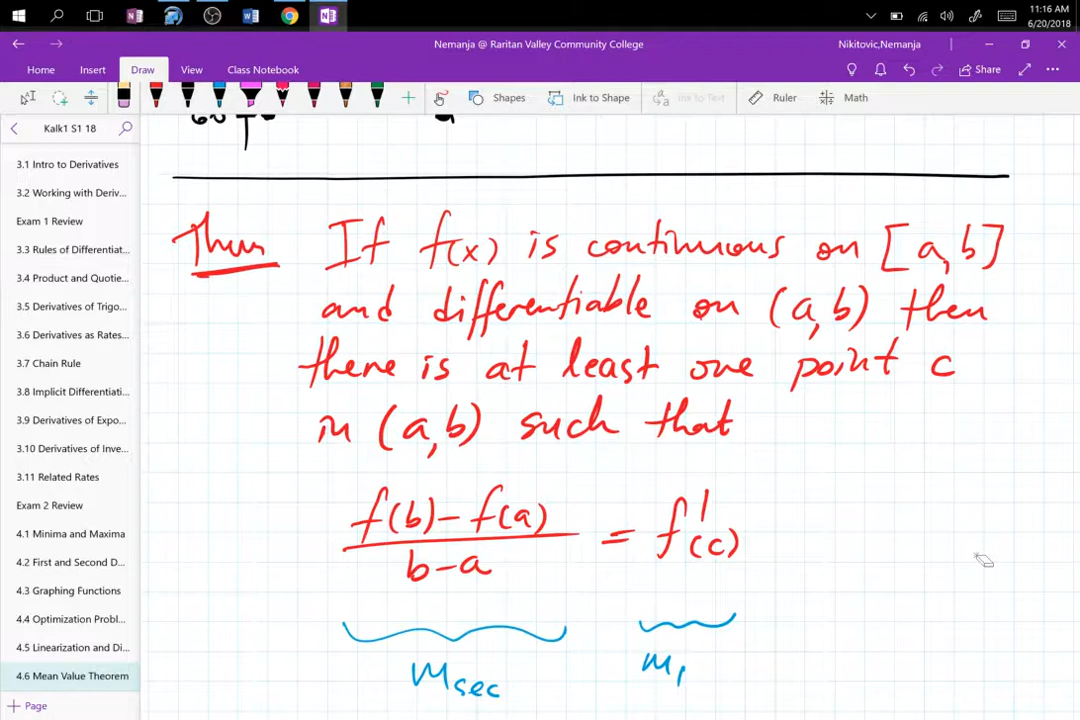 11:16 AM
6/20/2018
Nemanja @ Raritan Valley Community College
Nikitovic,Nemanja
Home Insert Draw View Class Notebook
Share
Shapes Ink to Shape Ink to Text Ruler Math
Kalk1 S1 18
3.1 Intro to Derivatives
3.2 Working with Deriv...
Exam 1 Review
3.3 Rules of Differentiat...
3.4 Product and Quotie...
3.5 Derivatives of Trigo...
3.6 Derivatives as Rates...
3.7 Chain Rule
3.8 Implicit Differentiati...
3.9 Derivatives of Expo...
3.10 Derivatives of Inve...
3.11 Related Rates
Exam 2 Review
4.1 Minima and Maxima
4.2 First and Second D...
4.3 Graphing Functions
4.4 Optimization Probl...
4.5 Linearization and Di...
4.6 Mean Value Theorem
+ Page
Thm If f(x) is continuous on [a,b]
and differentiable on (a,b) then
there is at least one point c
in (a,b) such that
f(b) - f(a)
b - a
= f'(c)
msec
m